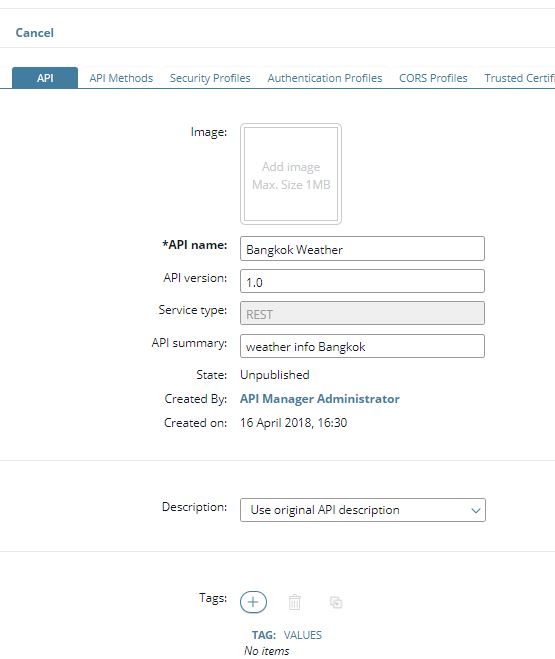 Cancel
API API Methods Security Profiles Authentication Profiles CORS Profiles Trusted Certif
Image:
Add image
Max. Size 1MB
*API name: Bangkok Weather
API version: 1.0
Service type: REST
API summary: weather info Bangkok
State: Unpublished
Created By: API Manager Administrator
Created on: 16 April 2018, 16:30
Description: Use original API description
Tags:
TAG: VALUES
No items